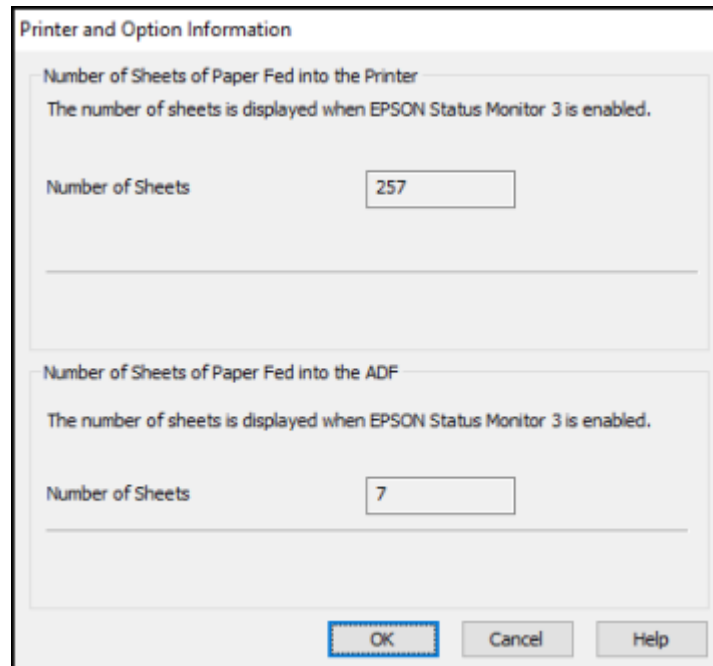 Printer and Option Information
Number of Sheets of Paper Fed into the Printer
The number of sheets is displayed when EPSON Status Monitor 3 is enabled.
Number of Sheets 257
Number of Sheets of Paper Fed into the ADF
The number of sheets is displayed when EPSON Status Monitor 3 is enabled.
Number of Sheets 7
OK Cancel Help